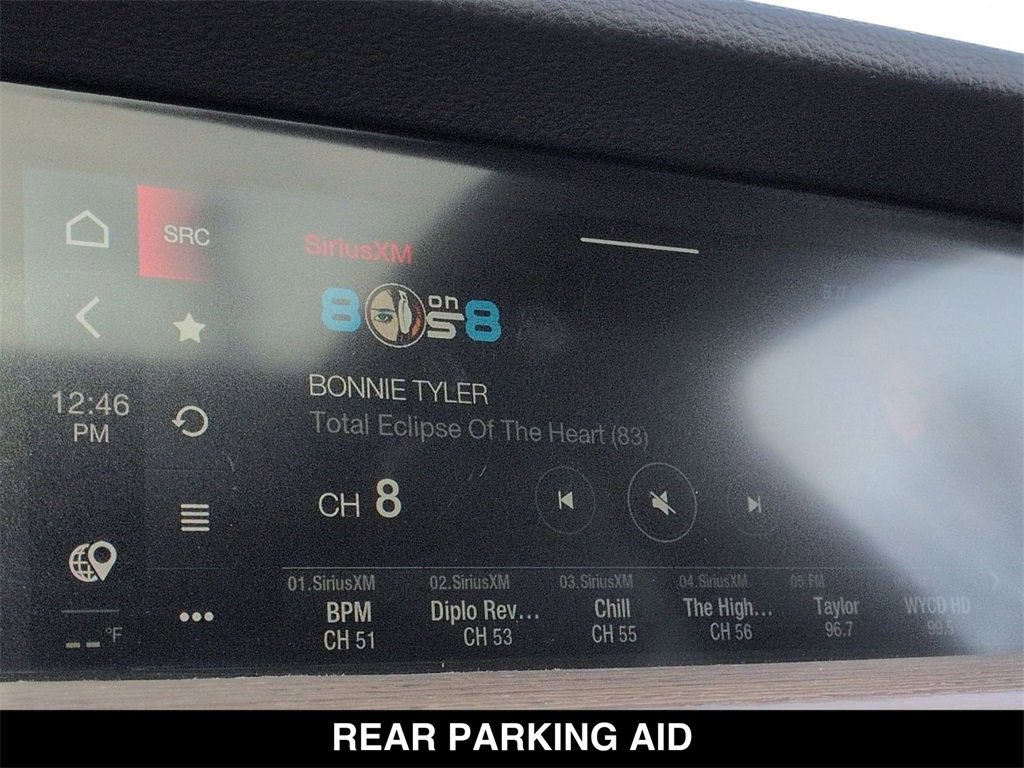 SRC
SiriusXM
80s on 8
BONNIE TYLER
Total Eclipse Of The Heart (83)
12:46
PM
CH 8
01.SiriusXM 02.SiriusXM 03.SiriusXM 04.SiriusXM 05.FM
BPM Diplo Rev... Chill The High... Taylor WYCD HD
CH 51 CH 53 CH 55 CH 56 96.7 99.5
-- °F
REAR PARKING AID